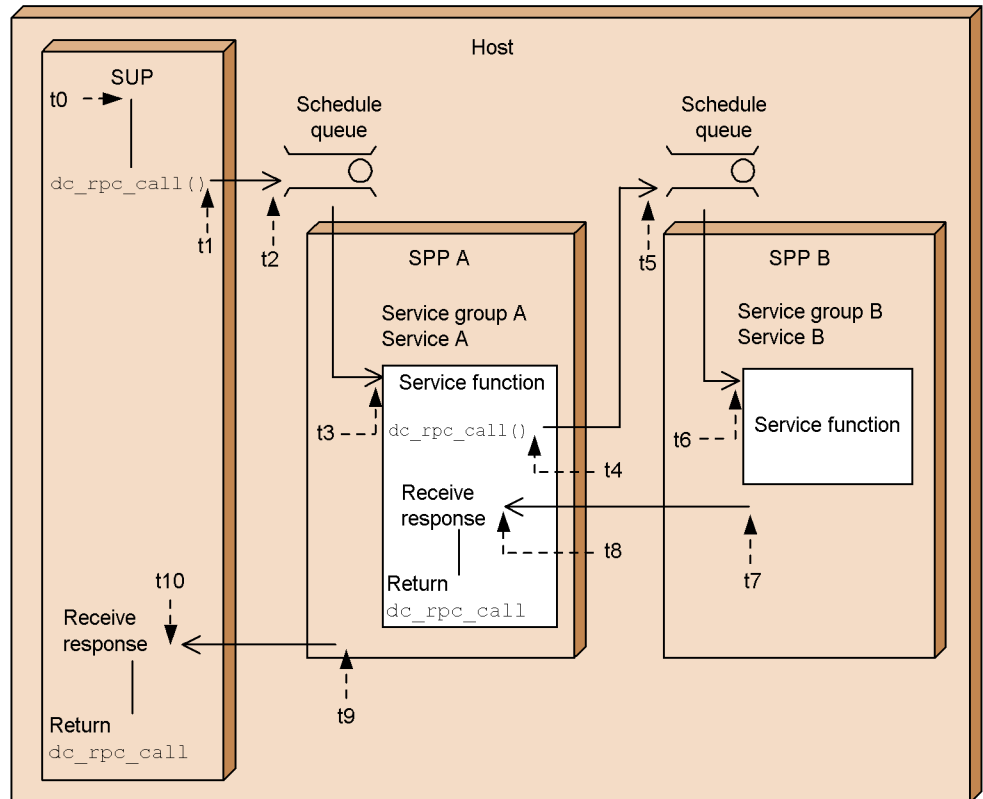 Host
SUP
t0
Schedule
queue
Schedule
queue
dc_rpc_call()
t1
t2
t5
SPP A
SPP B
Service group A
Service A
Service group B
Service B
Service function
t3
dc_rpc_call()
t6
Service function
t4
Receive
response
t8
t7
Return
dc_rpc_call
t10
Receive
response
t9
Return
dc_rpc_call